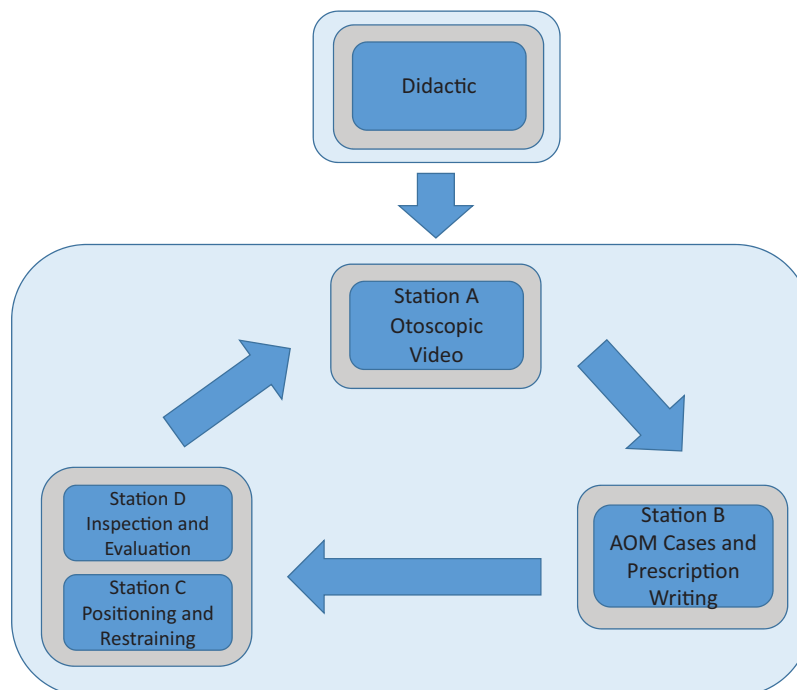 Didactic
Station A
Otoscopic
Video
Station B
AOM Cases and
Prescription
Writing
Station D
Inspection and
Evaluation
Station C
Positioning and
Restraining